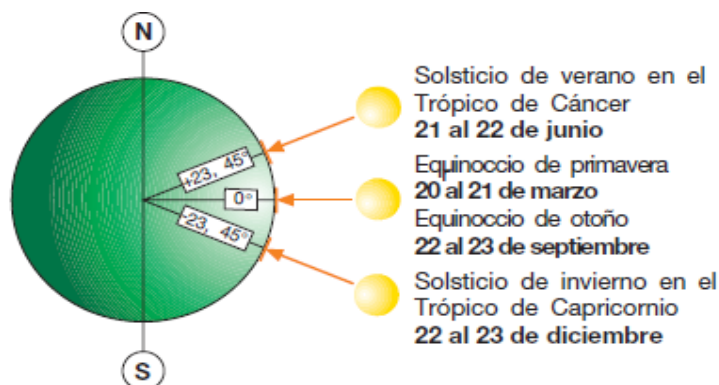 N
Solsticio de verano en el
Trópico de Cáncer
21 al 22 de junio
+23, 45°
Equµinoccio de primavera
20 al 21 de marzo
0°
Equinoccio de otoño
22 al 23 de septiembre
-23, 45°
Solsticio de invierno en el
Trópico de Capricornio
22 al 23 de diciembre
S